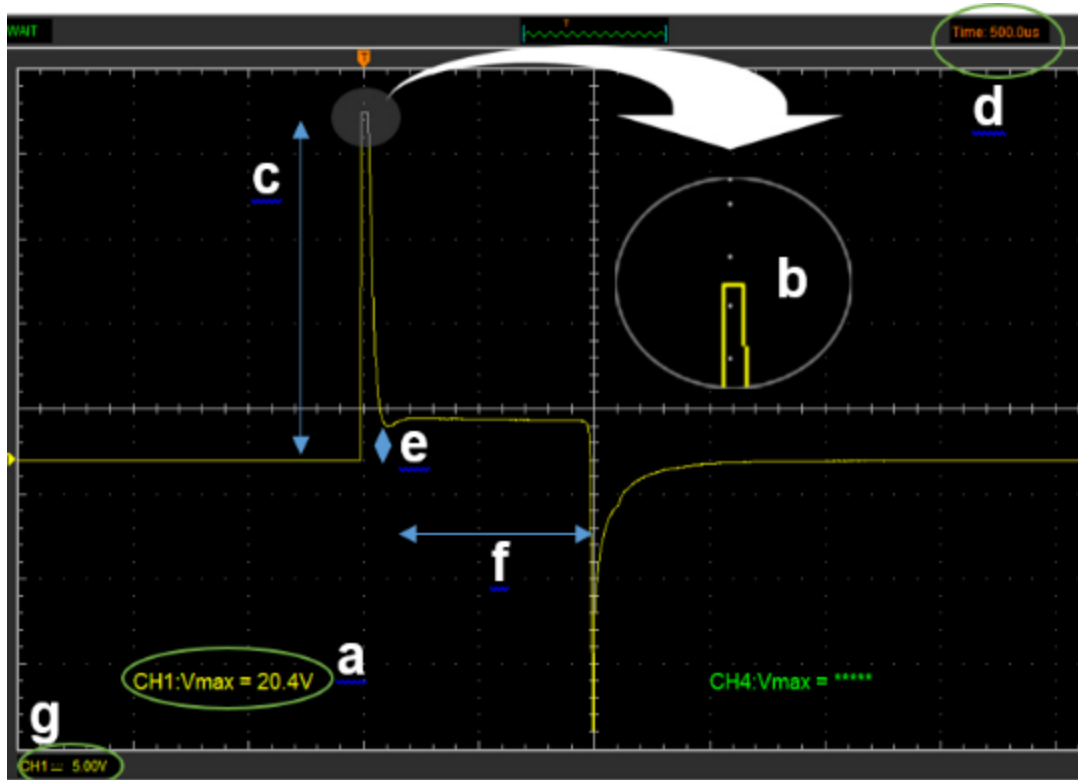 WAIT
T
Time: 500.0us
T
d
c
b
e
f
a
CH1:Vmax = 20.4V
CH4:Vmax = *****
g
CH1 5.00V